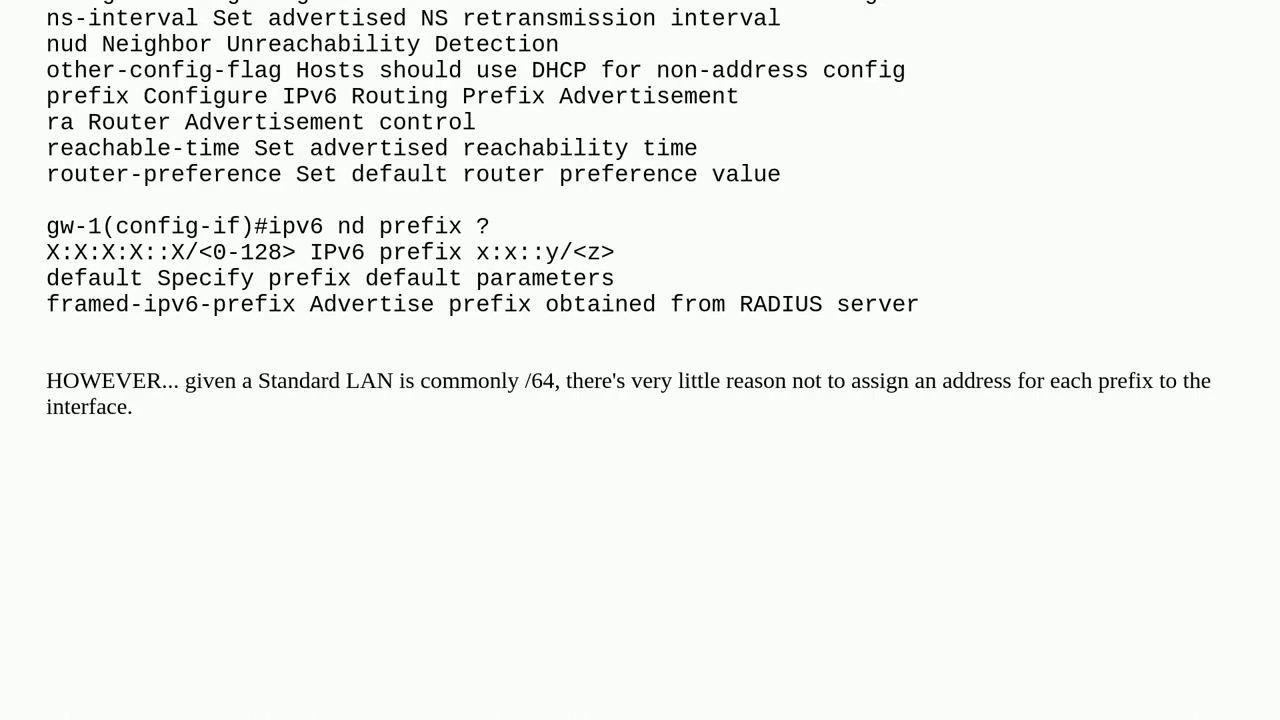 ns-interval Set advertised NS retransmission interval
nud Neighbor Unreachability Detection
other-config-flag Hosts should use DHCP for non-address config
prefix Configure IPv6 Routing Prefix Advertisement
ra Router Advertisement control
reachable-time Set advertised reachability time
router-preference Set default router preference value
gw-1(config-if)#ipv6 nd prefix ?
X:X:X:X::X/<0-128> IPv6 prefix x:x::y/<z>
default Specify prefix default parameters
framed-ipv6-prefix Advertise prefix obtained from RADIUS server
HOWEVER... given a Standard LAN is commonly /64, there's very little reason not to assign an address for each prefix to the
interface.